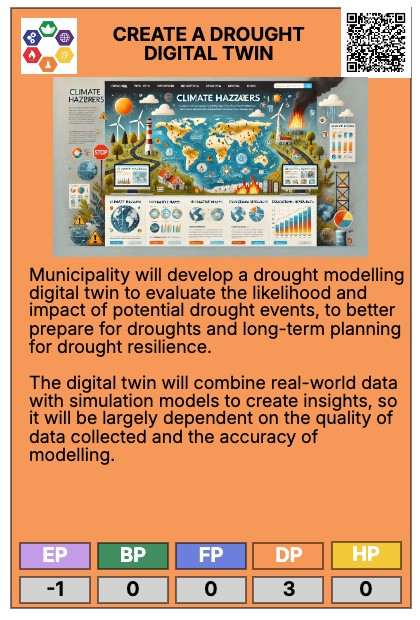 CREATE A DROUGHT
DIGITAL TWIN
CLIMATE
HAZZRERS
CLIMATE HAZZARERS
STOP
Municipality will develop a drought modelling
digital twin to evaluate the likelihood and
impact of potential drought events, to better
prepare for droughts and long-term planning
for drought resilience.
The digital twin will combine real-world data
with simulation models to create insights, so
it will be largely dependent on the quality of
data collected and the accuracy of
modelling.
EP BP FP DP HP
-1 0 0 3 0